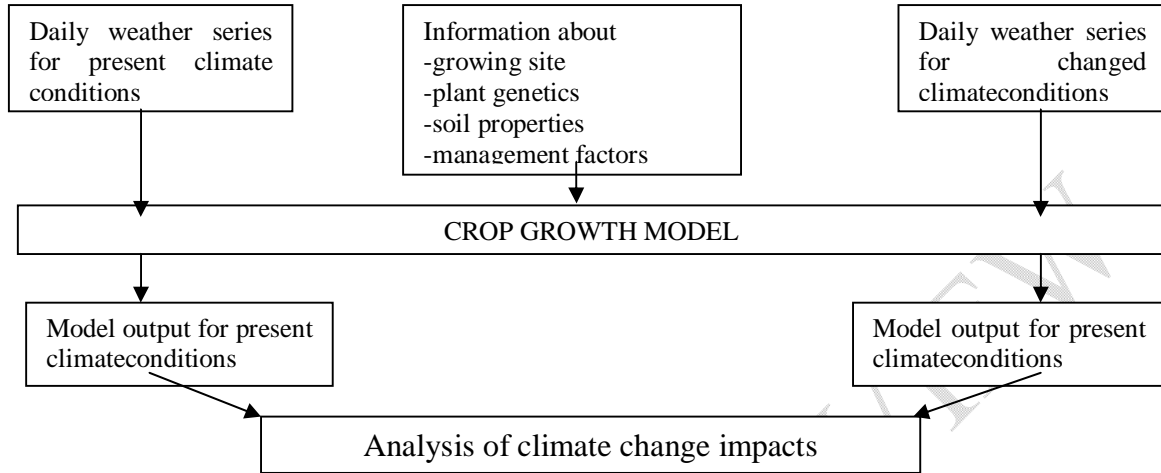 Daily weather series
for present climate
conditions
Information about
-growing site
-plant genetics
-soil properties
-management factors
Daily weather series
for changed
climateconditions
CROP GROWTH MODEL
Model output for present
climateconditions
Model output for present
climateconditions
Analysis of climate change impacts